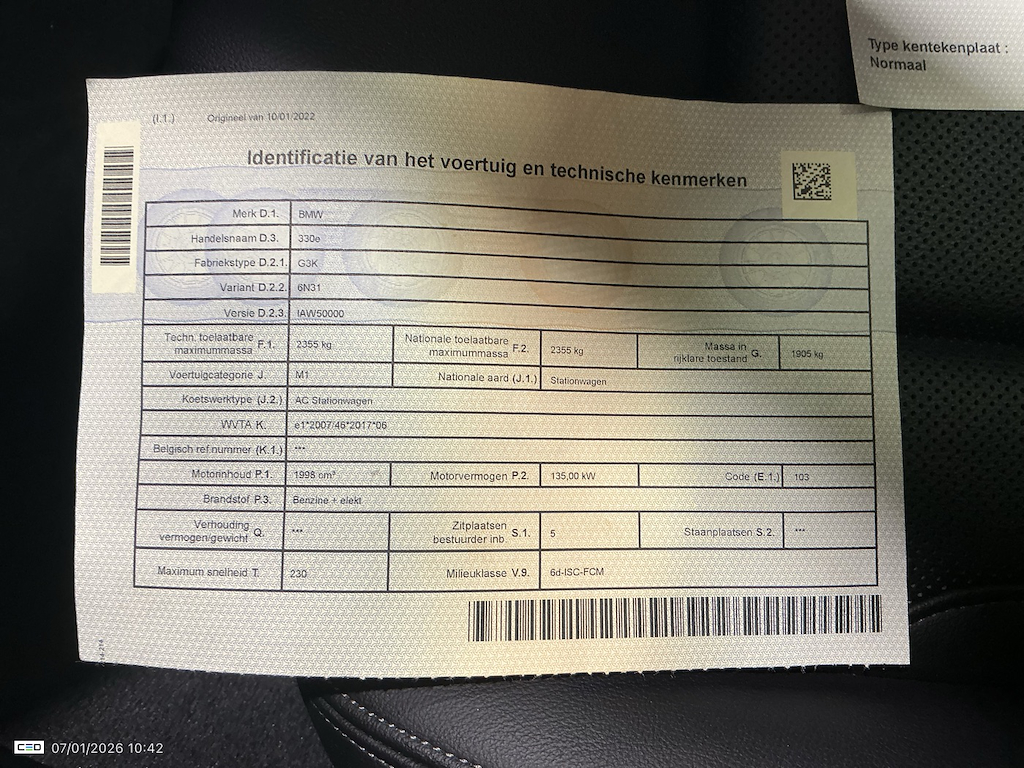 Type kentekenplaat :
Normaal
(I.1.) Origineel van 10/01/2022
Identificatie van het voertuig en technische kenmerken
Merk D.1. BMW
Handelsnaam D.3. 330e
Fabriekstype D.2.1. G3K
Variant D.2.2. 6N31
Versie D.2.3. IAW50000
Techn. toelaatbare maximummassa F.1. 2355 kg Nationale toelaatbare maximummassa F.2. 2355 kg Massa in rijklare toestand G. 1905 kg
Voertuigcategorie J. M1 Nationale aard (J.1.) Stationwagen
Koetswerktype (J.2.) AC Stationwagen
WVTA K. e1*2007/46*2017*06
Belgisch ref.nummer (K.1.) ***
Motorinhoud P.1. 1998 cm³ Motorvermogen P.2. 135,00 kW Code (E.1.) 103
Brandstof P.3. Benzine + elekt
Verhouding vermogen/gewicht Q. *** Zitplaatsen bestuurder inb. S.1. 5 Staanplaatsen S.2. ***
Maximum snelheid T. 230 Milieuklasse V.9. 6d-ISC-FCM
CEO 07/01/2026 10:42